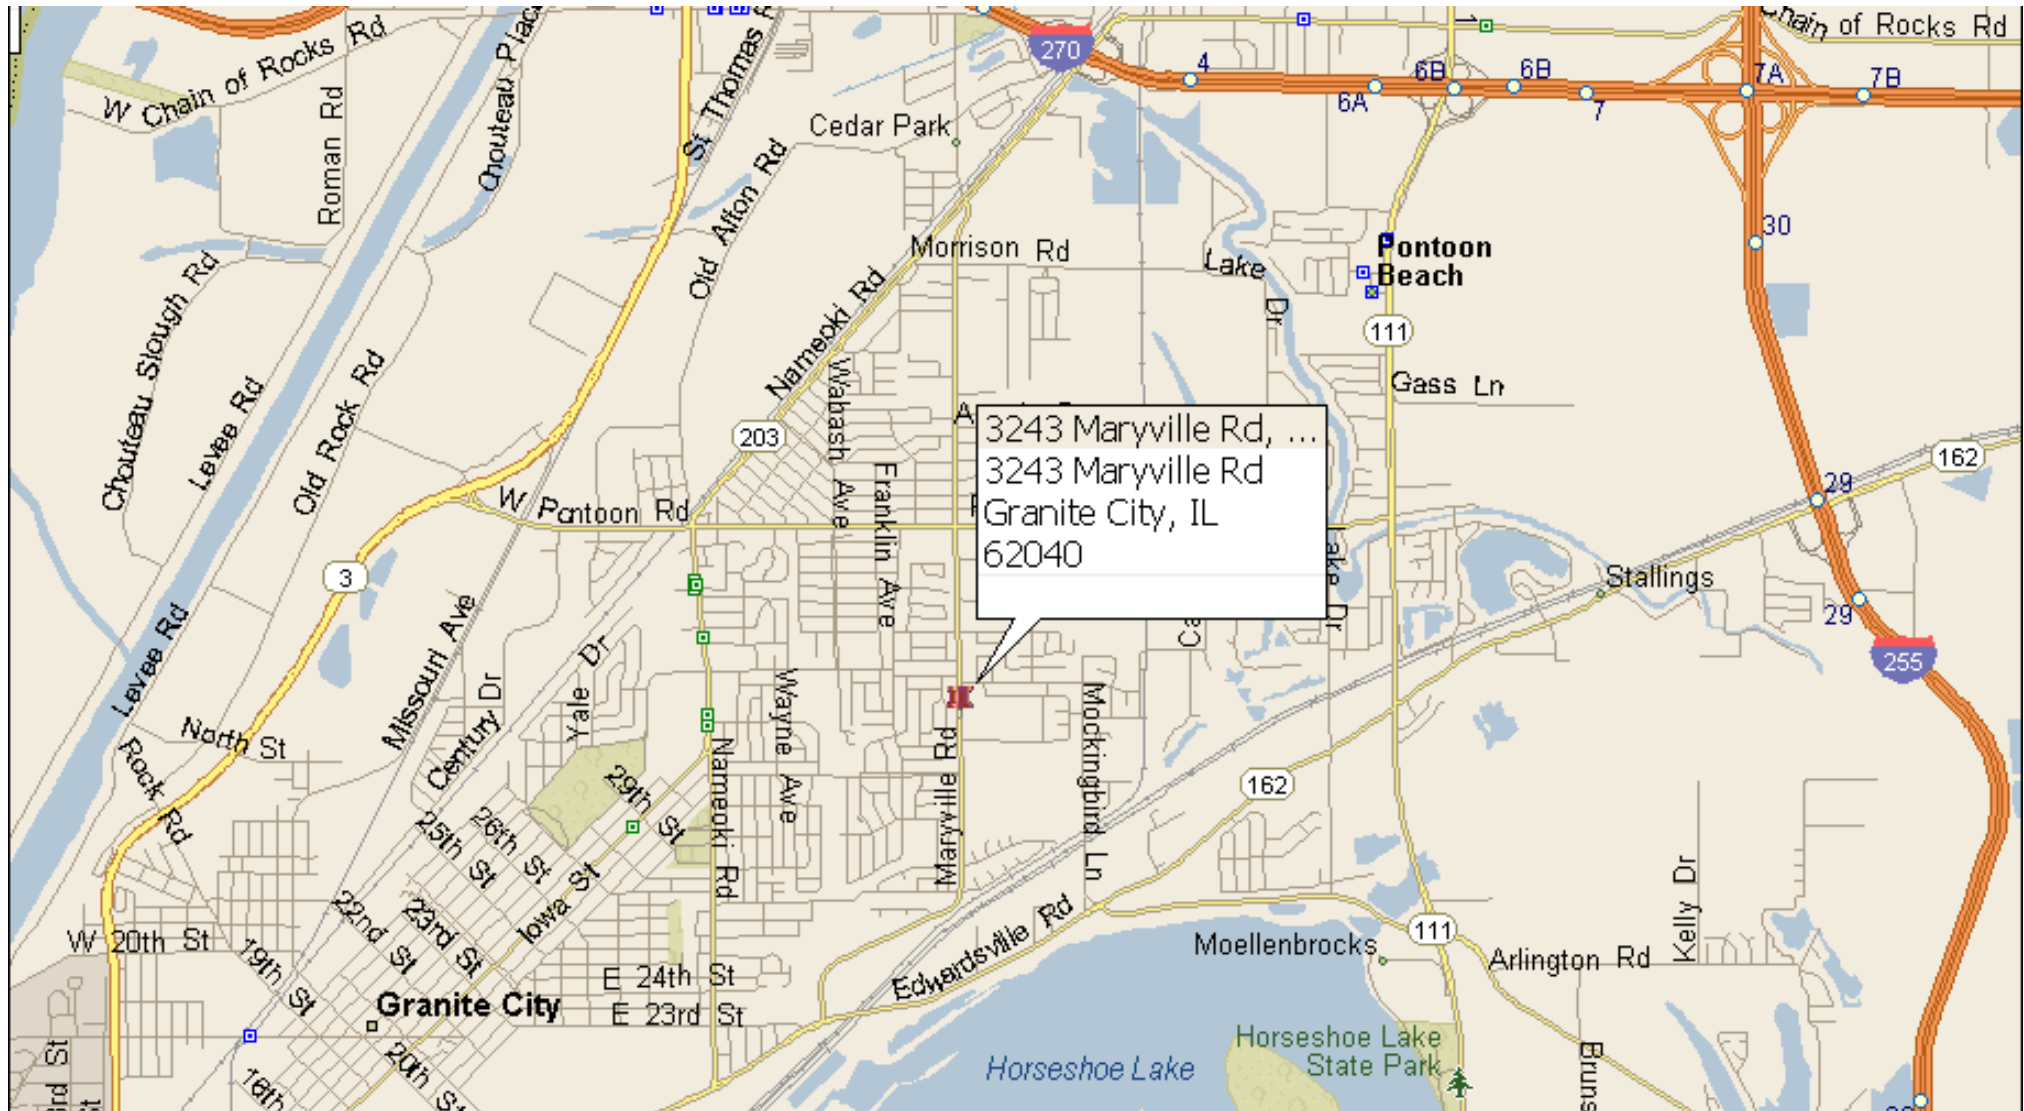 W Chain of Rocks Rd
Chouteau Place
St Thomas
270
4
6A
6B
6B
7
7A
7B
Chain of Rocks Rd
Roman Rd
Cedar Park
Old Alton Rd
Morrison Rd
Lake Dr
Pontoon
Beach
30
111
Chouteau Slough Rd
Levee Rd
Old Rock Rd
Nameoki Rd
Wabash Ave
Franklin Ave
Gass Ln
203
3243 Maryville Rd, ...
3243 Maryville Rd
Granite City, IL
62040
162
29
W Pontoon Rd
3
Stallings
29
Lake Dr
255
Levee Rd
Missouri Ave
Century Dr
Yale Dr
Wayne Ave
Maryville Rd
Mockingbird Ln
North St
Rock Rd
Nameoki Rd
29th St
26th St
25th St
162
22nd St
23rd St
Iowa St
Kelly Dr
W 20th St
19th St
Edwardsville Rd
Moellenbrocks
111
Arlington Rd
E 24th St
Granite City
E 23rd St
Horseshoe Lake
State Park
Horseshoe Lake
20th St
18th
3rd St
St
Bruns